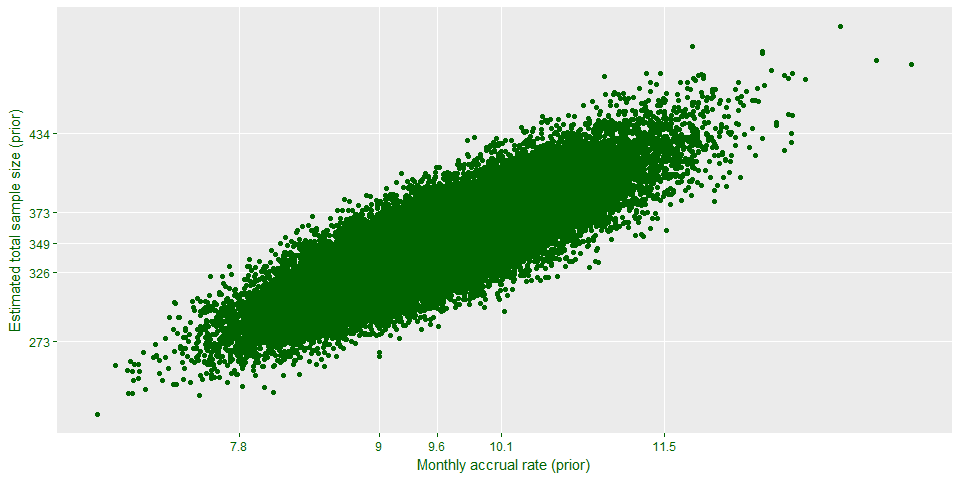 Estimated total sample size (prior)
434
373
349
326
273
7.8 9 9.6 10.1 11.5
Monthly accrual rate (prior)